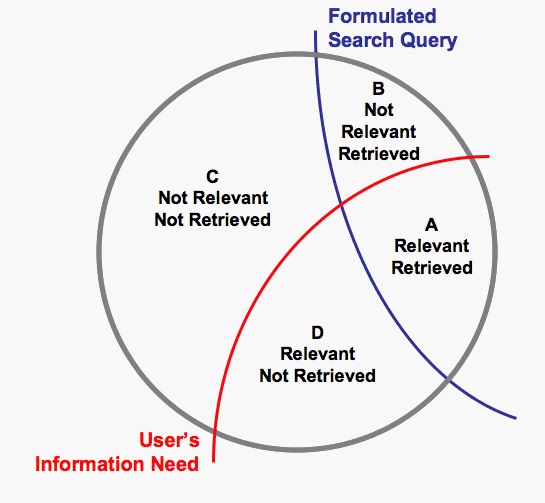 Formulated
Search Query
B
Not
Relevant
Retrieved
C
Not Relevant
Not Retrieved
A
Relevant
Retrieved
D
Relevant
Not Retrieved
User's
Information Need